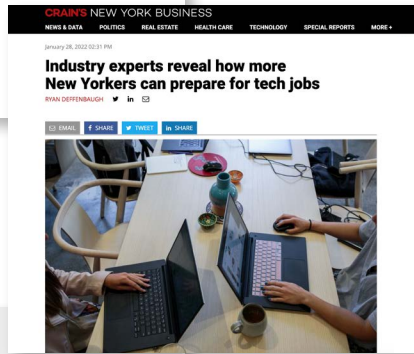 CRAIN'S NEW YORK BUSINESS
NEWS & DATA POLITICS REAL ESTATE HEALTH CARE TECHNOLOGY SPECIAL REPORTS MORE +
January 28, 2022 02:31 PM
Industry experts reveal how more
New Yorkers can prepare for tech jobs
RYAN DEFFENBAUGH
EMAIL SHARE TWEET SHARE